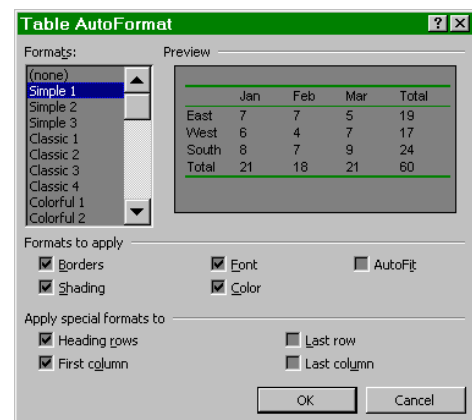 Table AutoFormat
Formats:
(none)
Simple 1
Simple 2
Simple 3
Classic 1
Classic 2
Classic 3
Classic 4
Colorful 1
Colorful 2
Preview
Jan Feb Mar Total
East 7 7 5 19
West 6 4 7 17
South 8 7 9 24
Total 21 18 21 60
Formats to apply
Borders Font AutoFit
Shading Color
Apply special formats to
Heading rows Last row
First column Last column
OK Cancel